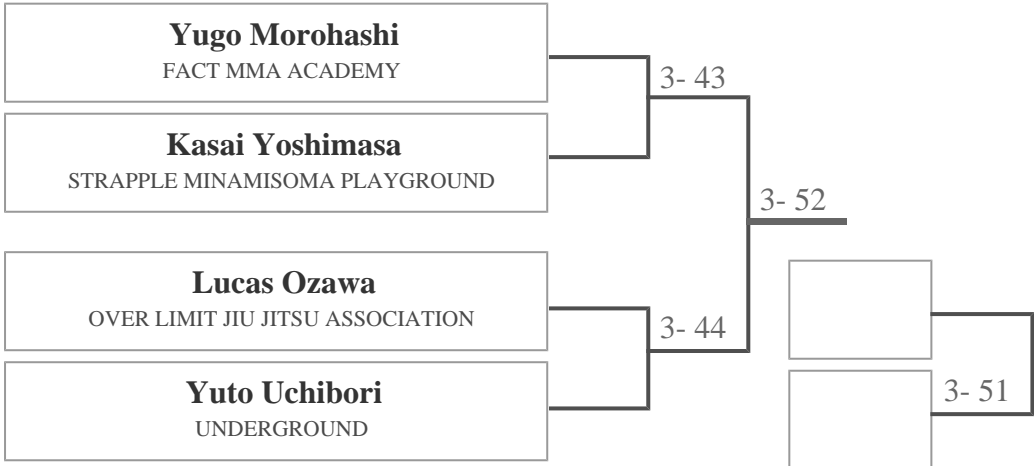 Yugo Morohashi
FACT MMA ACADEMY
3- 43
Kasai Yoshimasa
STRAPPLE MINAMISOMA PLAYGROUND
3- 52
Lucas Ozawa
OVER LIMIT JIU JITSU ASSOCIATION
3- 44
Yuto Uchibori
UNDERGROUND
3- 51